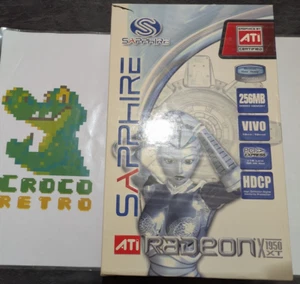 CROCO
RETRO
SAPPHIRE
ATI
SAPPHIRE
256MB
VIVO
HDCP
ATI RADEON X1950
XT